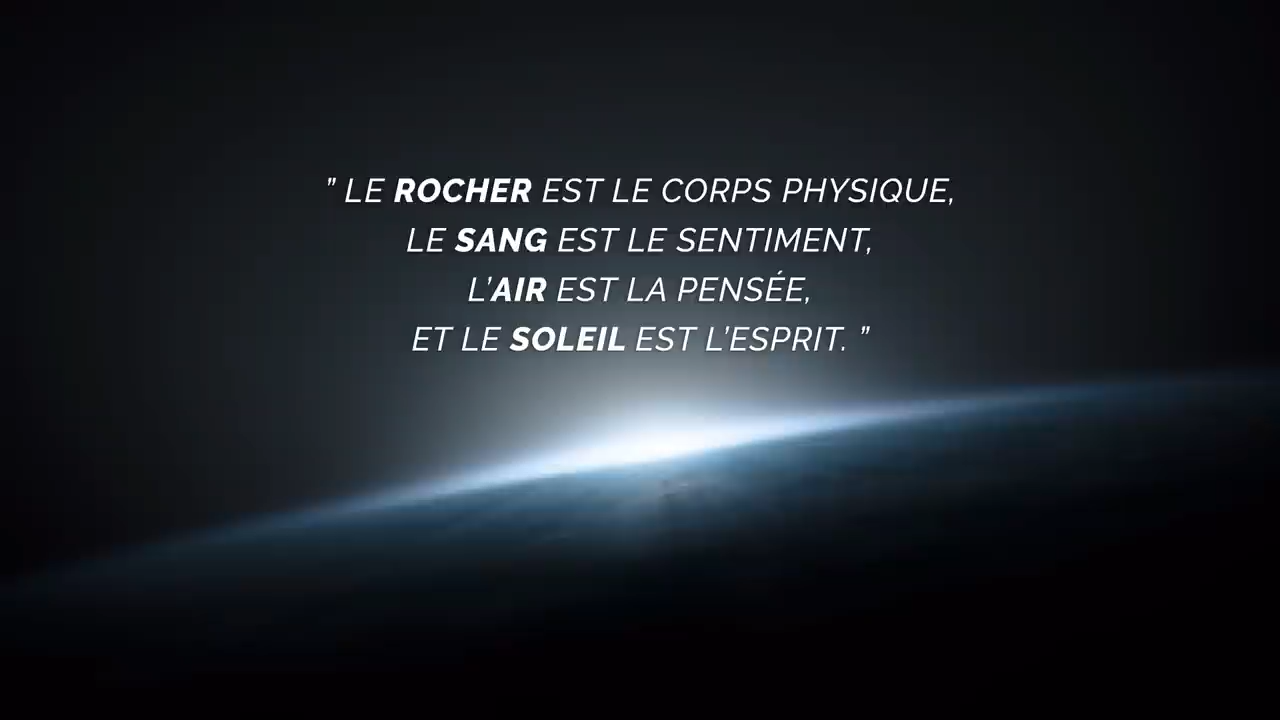 " LE ROCHER EST LE CORPS PHYSIQUE,
LE SANG EST LE SENTIMENT,
L’AIR EST LA PENSÉE,
ET LE SOLEIL EST L’ESPRIT. "